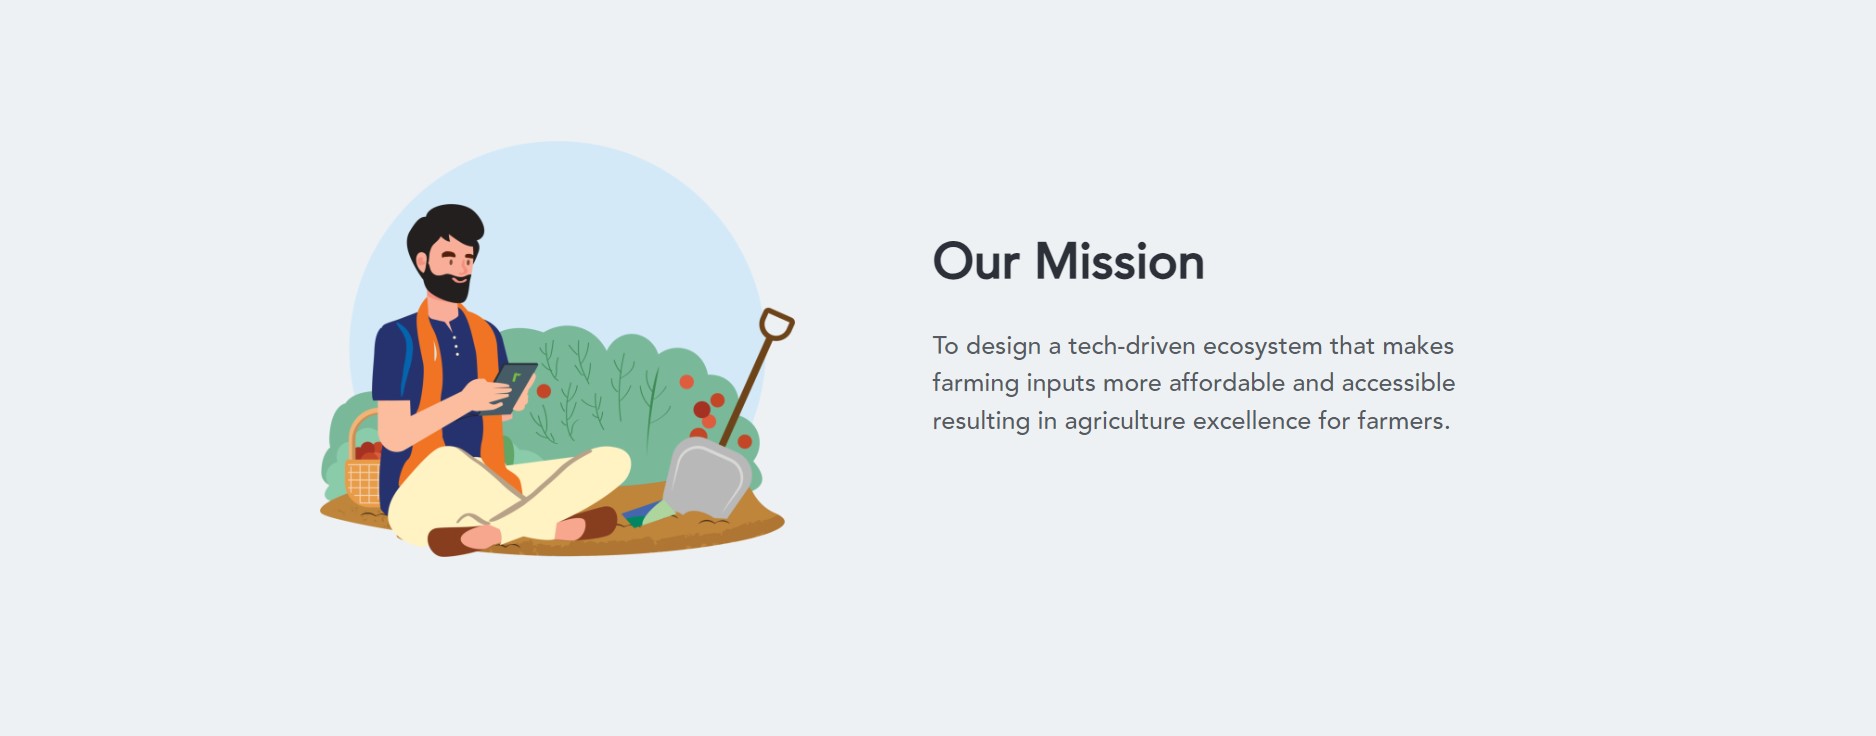 Our Mission
To design a tech-driven ecosystem that makes
farming inputs more affordable and accessible
resulting in agriculture excellence for farmers.